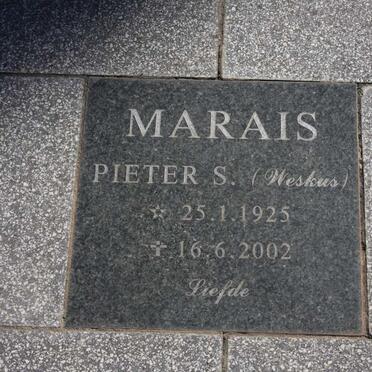 MARAIS
PIETER S. (Weskus)
☆ 25.1.1925
✝ 16.6.2002
Liefde